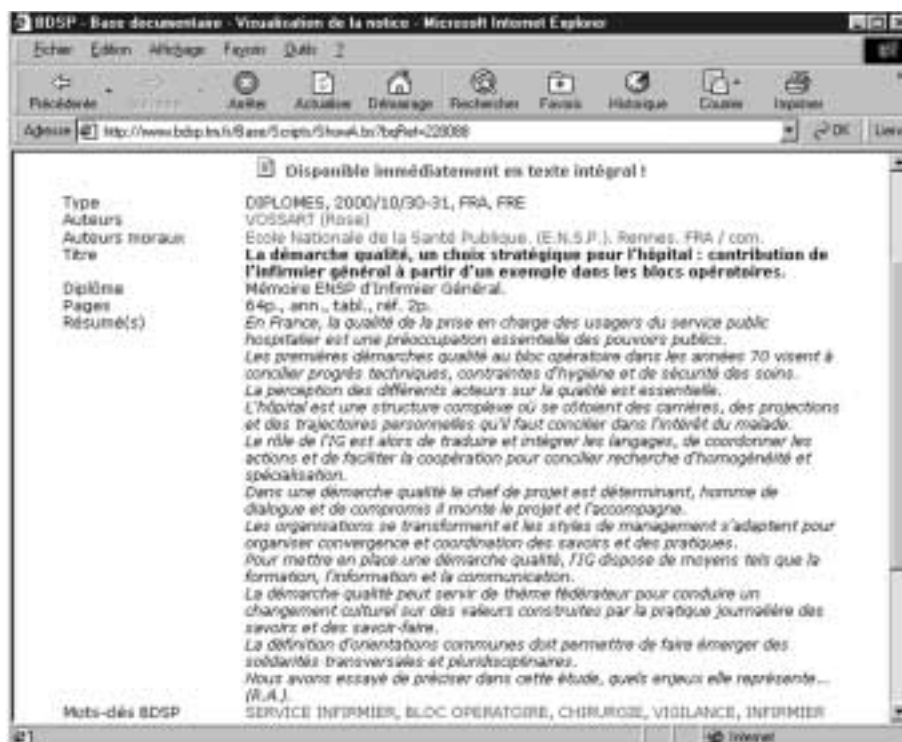 BDSP - Base documentaire - Visualisation de la notice - Microsoft Internet Explorer
Fichier Edition Affichage Favoris Outils ?
Précédente Arrêter Actualiser Démarrage Rechercher Favoris Historique Courrier Imprimer
Adresse http://www.bdsp.tm.fr/Base/Scripts/ShowA.bs?bqRef=228088 OK Liens
Disponible immédiatement en texte intégral !
Type DIPLOMES, 2000/10/30-31, FRA, FRE
Auteurs VOSSART (Rose)
Auteurs moraux Ecole Nationale de la Santé Publique. (E.N.S.P.). Rennes. FRA / com.
Titre La démarche qualité, un choix stratégique pour l'hôpital : contribution de
l'infirmier général à partir d'un exemple dans les blocs opératoires.
Diplôme Mémoire ENSP d'Infirmier Général.
Pages 64p., ann., tabl., réf. 2p.
Résumé(s) En France, la qualité de la prise en charge des usagers du service public
hospitalier est une préoccupation essentielle des pouvoirs publics.
Les premières démarches qualité au bloc opératoire dans les années 70 visent à
concilier progrès techniques, contraintes d'hygiène et de sécurité des soins.
La perception des différents acteurs sur la qualité est essentielle.
L'hôpital est une structure complexe où se côtoient des carrières, des projections
et des trajectoires personnelles qu'il faut concilier dans l'intérêt du malade.
Le rôle de l'IG est alors de traduire et intégrer les langages, de coordonner les
actions et de faciliter la coopération pour concilier recherche d'homogénéité et
spécialisation.
Dans une démarche qualité le chef de projet est déterminant, homme de
dialogue et de compromis il monte le projet et l'accompagne.
Les organisations se transforment et les styles de management s'adaptent pour
organiser convergence et coordination des savoirs et des pratiques.
Pour mettre en place une démarche qualité, l'IG dispose de moyens tels que la
formation, l'information et la communication.
La démarche qualité peut servir de thème fédérateur pour conduire un
changement culturel sur des valeurs construites par la pratique journalière des
savoirs et des savoir-faire.
La définition d'orientations communes doit permettre de faire émerger des
solidarités transversales et pluridisciplinaires.
Nous avons essayé de préciser dans cette étude, quels enjeux elle représente...
(R.A.).
Mots-clés BDSP SERVICE INFIRMIER, BLOC OPERATOIRE, CHIRURGIE, VIGILANCE, INFIRMIER
Internet